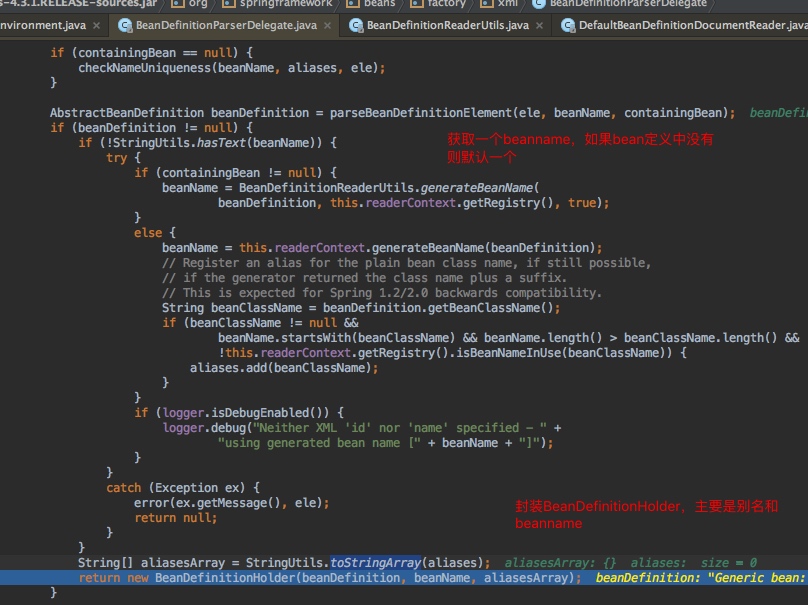 s-4.3.1.RELEASE-sources.jar org springframework beans factory xml BeanDefinitionParserDelegate
nvironment.java × BeanDefinitionParserDelegate.java × BeanDefinitionReaderUtils.java × DefaultBeanDefinitionDocumentReader.java
if (containingBean == null) {
checkNameUniqueness(beanName, aliases, ele);
}
AbstractBeanDefinition beanDefinition = parseBeanDefinitionElement(ele, beanName, containingBean); beanDefi
if (beanDefinition != null) {
if (!StringUtils.hasText(beanName)) {
获取一个beanname，如果bean定义中没有
则默认一个
try {
if (containingBean != null) {
beanName = BeanDefinitionReaderUtils.generateBeanName(
beanDefinition, this.readerContext.getRegistry(), true);
}
else {
beanName = this.readerContext.generateBeanName(beanDefinition);
// Register an alias for the plain bean class name, if still possible,
// if the generator returned the class name plus a suffix.
// This is expected for Spring 1.2/2.0 backwards compatibility.
String beanClassName = beanDefinition.getBeanClassName();
if (beanClassName != null &&
beanName.startsWith(beanClassName) && beanName.length() > beanClassName.length() &&
!this.readerContext.getRegistry().isBeanNameInUse(beanClassName)) {
aliases.add(beanClassName);
}
}
if (logger.isDebugEnabled()) {
logger.debug("Neither XML 'id' nor 'name' specified - " +
"using generated bean name [" + beanName + "]");
}
}
catch (Exception ex) {
error(ex.getMessage(), ele);
return null;
}
封装BeanDefinitionHolder，主要是别名和
beanname
}
String[] aliasesArray = StringUtils.toStringArray(aliases); aliasesArray: {} aliases: size = 0
return new BeanDefinitionHolder(beanDefinition, beanName, aliasesArray); beanDefinition: "Generic bean:
}